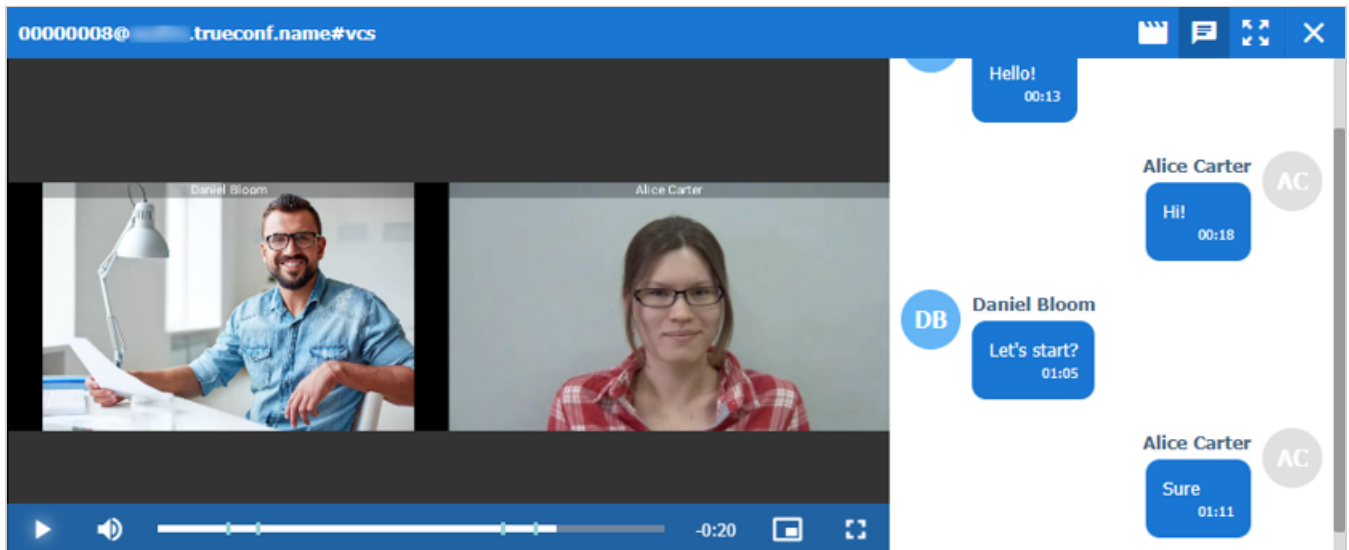 00000008@ .trueconf.name#vcs
Daniel Bloom
Alice Carter
-0:20
Hello!
00:13
Alice Carter
AC
Hi!
00:18
DB
Daniel Bloom
Let's start?
01:05
Alice Carter
AC
Sure
01:11